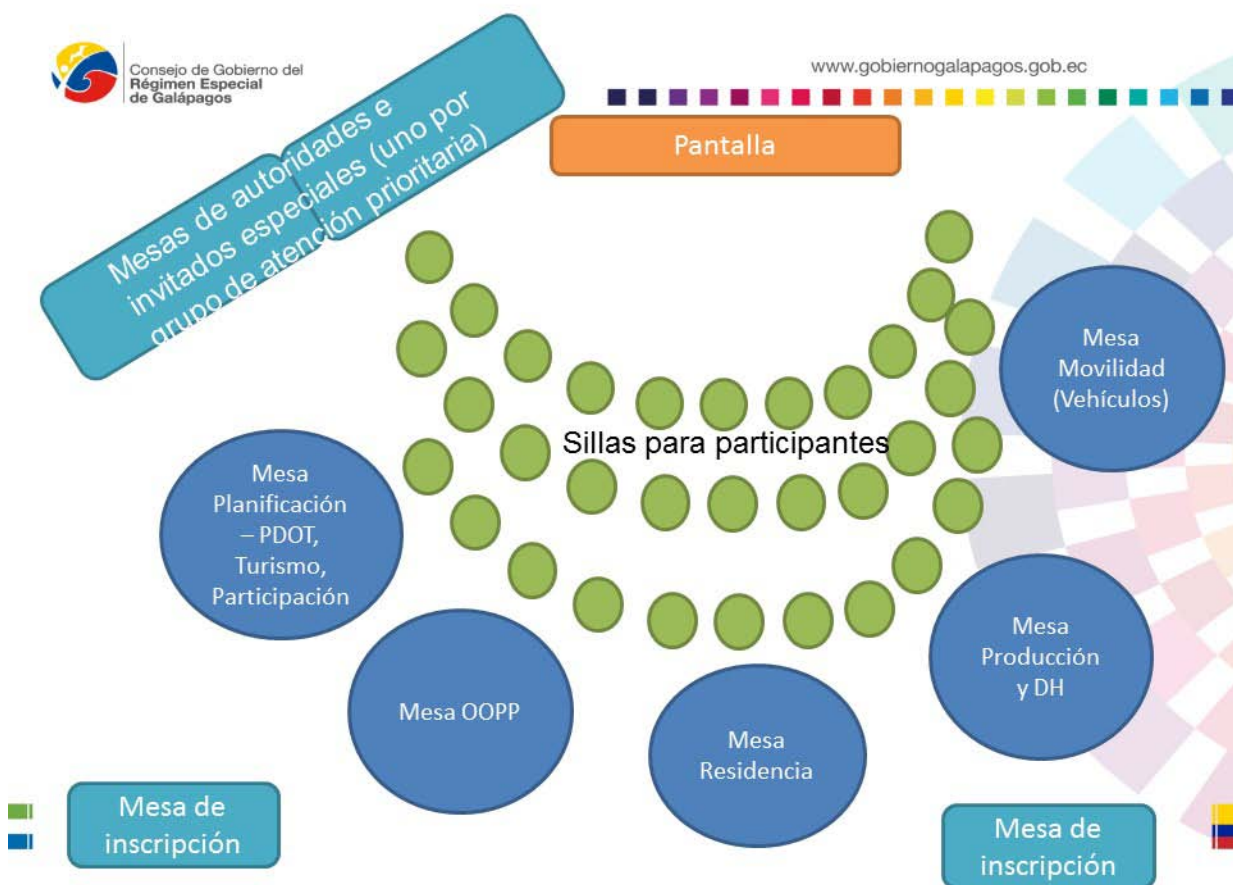 Consejo de Gobierno del
Régimen Especial
de Galápagos
www.gobiernogalapagos.gob.ec
Mesas de autoridades e
invitados especiales (uno por
grupo de atención prioritaria)
Pantalla
Sillas para participantes
Mesa
Movilidad
(Vehículos)
Mesa
Planificación
– PDOT,
Turismo,
Participación
Mesa OOPP
Mesa
Residencia
Mesa
Producción
y DH
Mesa de
inscripción
Mesa de
inscripción